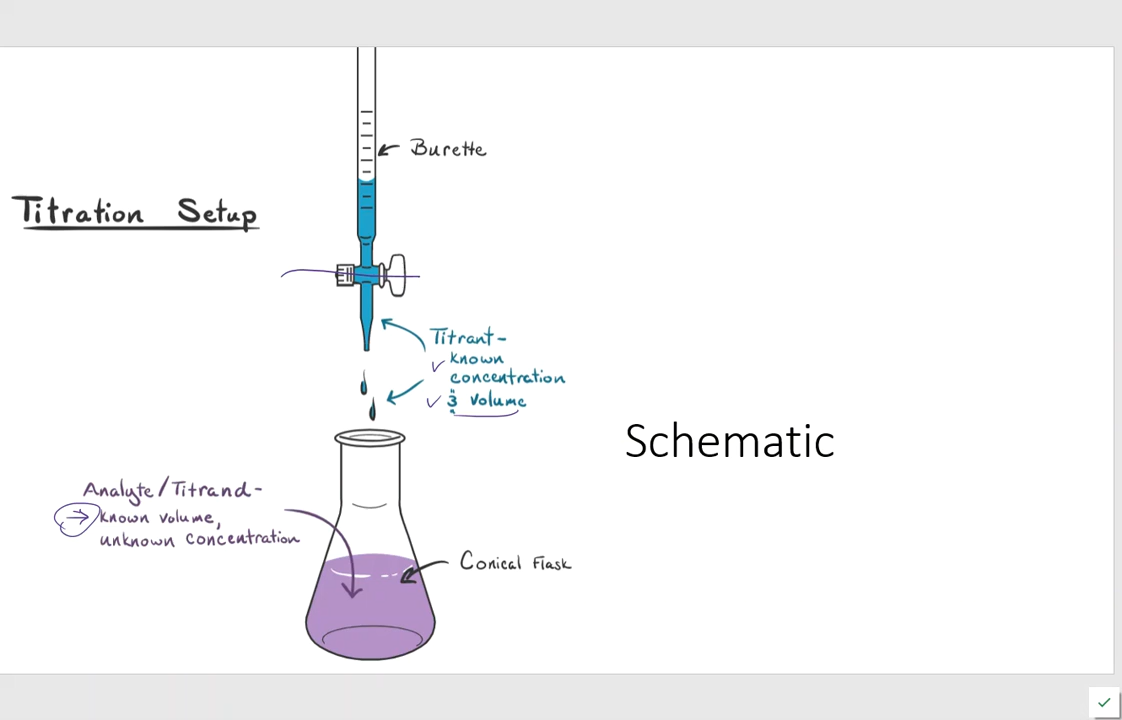 Burette
Titration Setup
Titrant-
known
concentration
& volume
Schematic
Analyte/Titrand-
known volume,
unknown concentration
Conical Flask